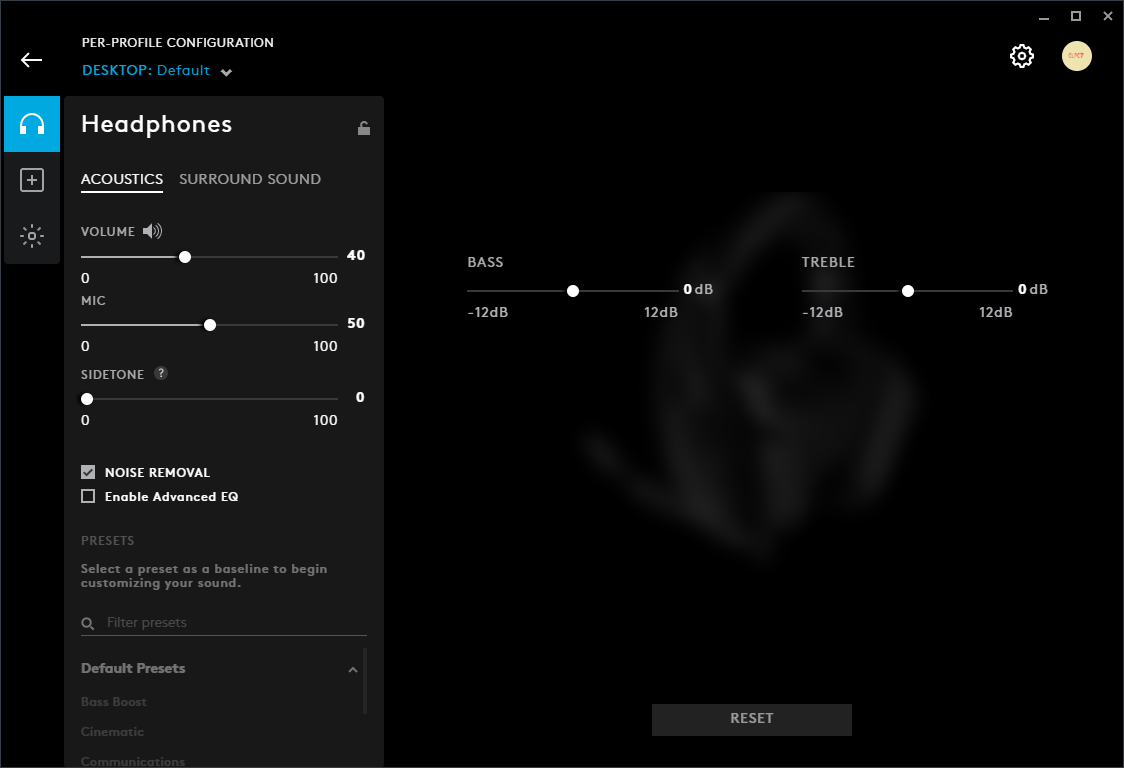 PER-PROFILE CONFIGURATION
DESKTOP: Default
Headphones
ACOUSTICS SURROUND SOUND
VOLUME
40
0 100
MIC
50
0 100
SIDETONE ?
0
0 100
NOISE REMOVAL
Enable Advanced EQ
PRESETS
Select a preset as a baseline to begin
customizing your sound.
Filter presets
Default Presets
Bass Boost
Cinematic
Communications
BASS
0 dB
-12dB 12dB
TREBLE
0 dB
-12dB 12dB
RESET